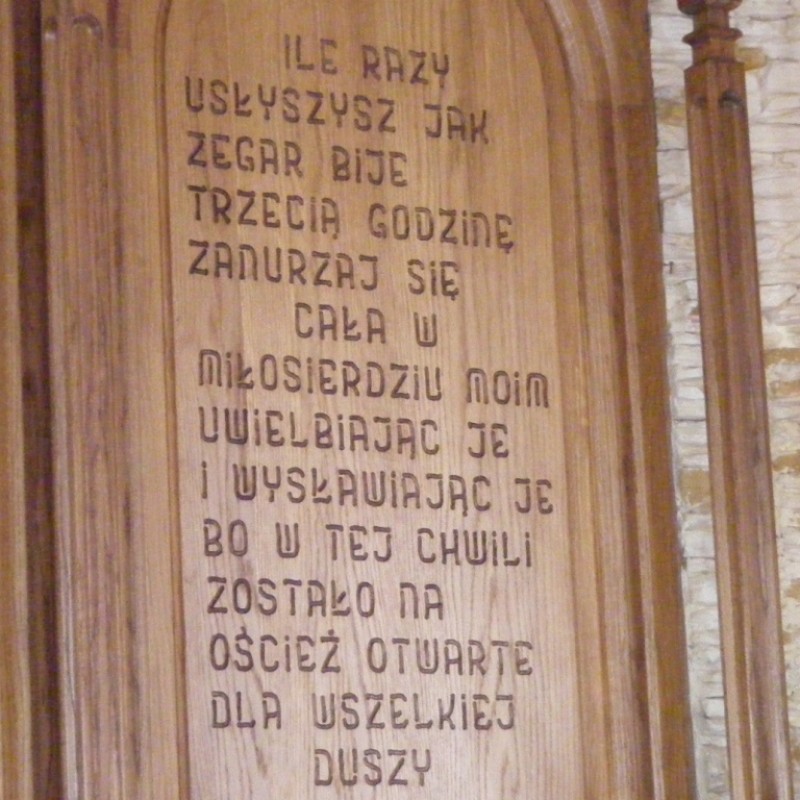 ILE RAZY
USŁYSZYSZ JAK
ZEGAR BIJE
TRZECIĄ GODZINĘ
ZANURZAJ SIĘ
CAŁA W
MIŁOSIERDZIU MOIM
UWIELBIAJĄC JE
I WYSŁAWIAJĄC JE
BO W TEJ CHWILI
ZOSTAŁO NA
OŚCIEŻ OTWARTE
DLA WSZELKIEJ
DUSZY